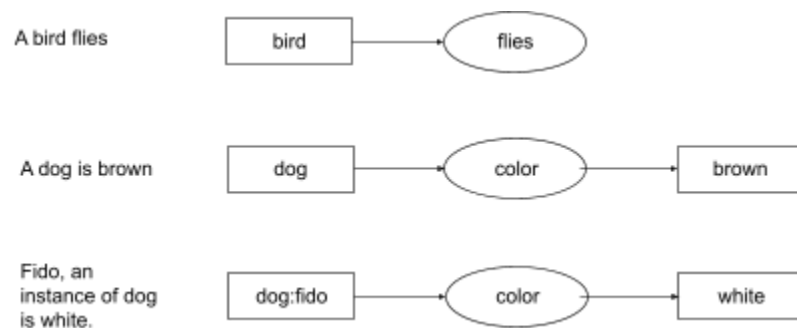 A bird flies
bird
flies
A dog is brown
dog
color
brown
Fido, an
instance of dog
is white.
dog:fido
color
white